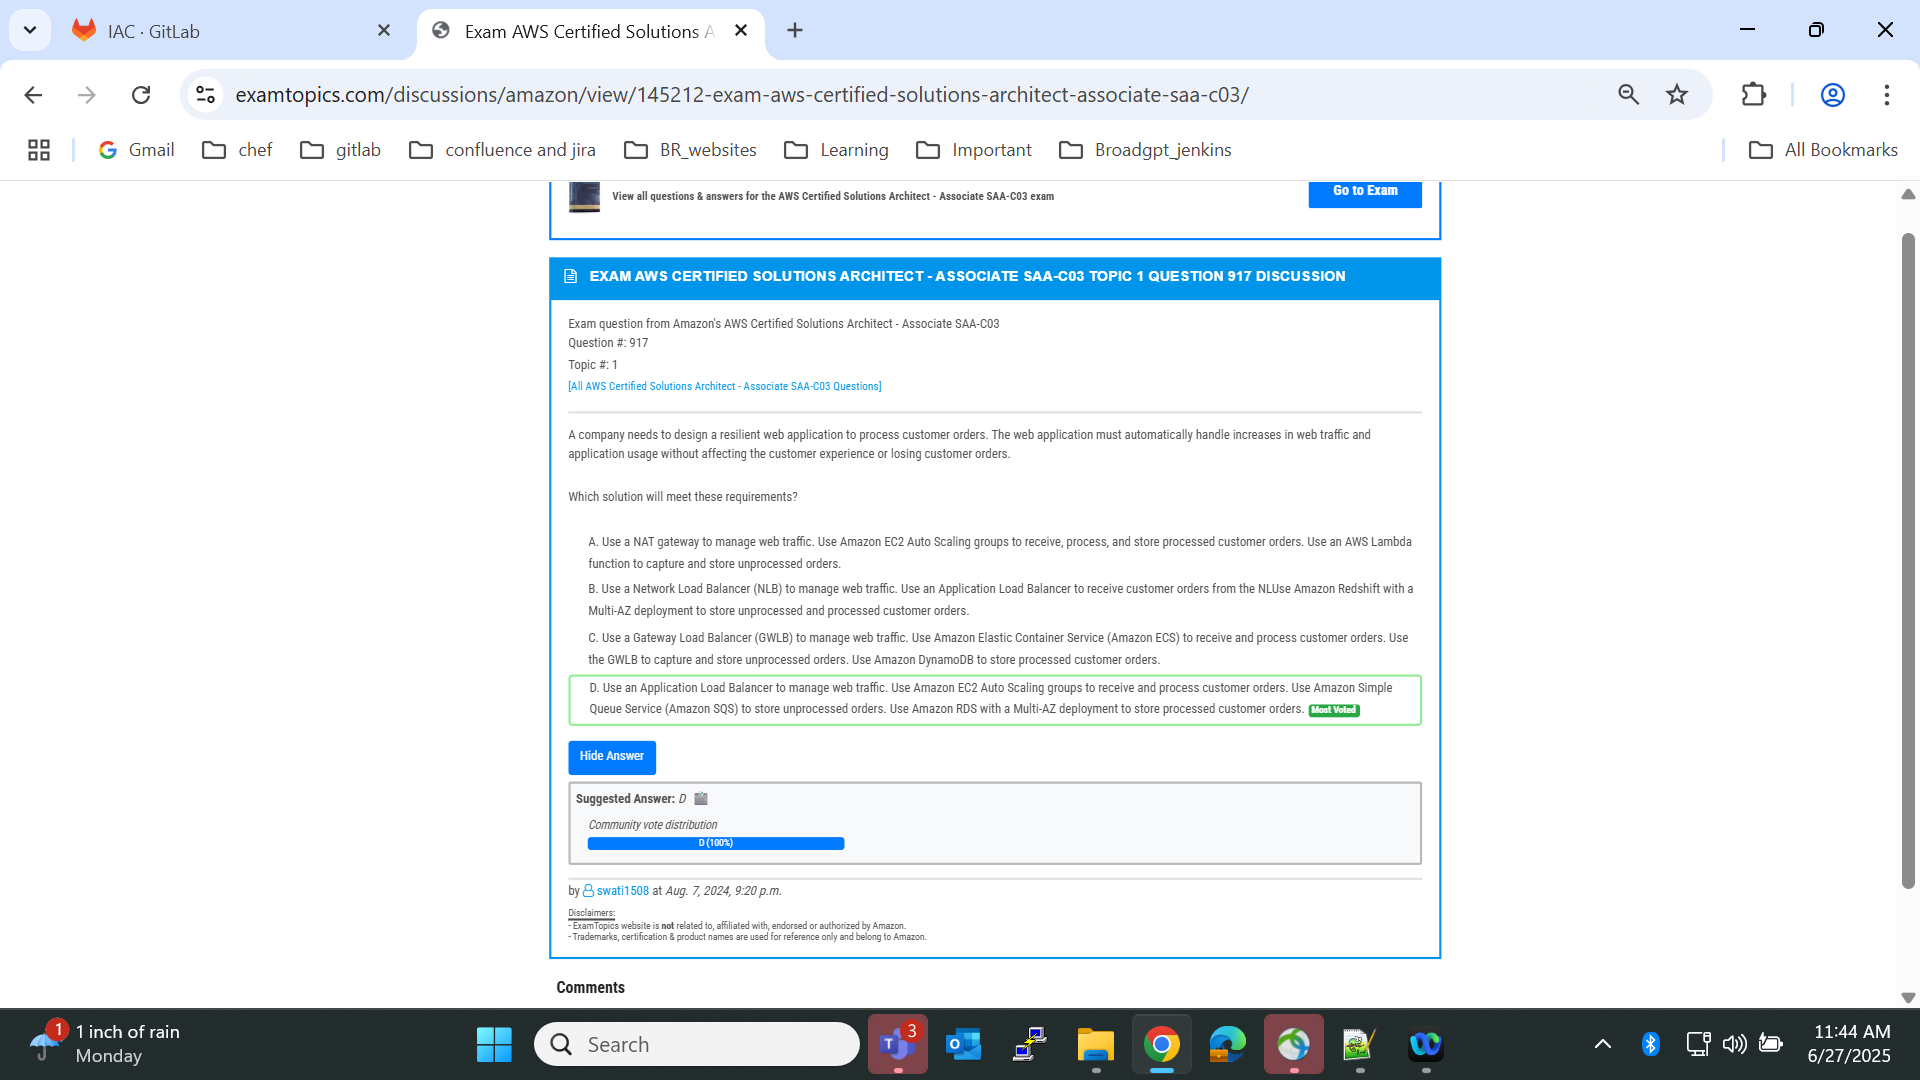 IAC · GitLab
Exam AWS Certified Solutions A
examtopics.com/discussions/amazon/view/145212-exam-aws-certified-solutions-architect-associate-saa-c03/
Gmail
chef
gitlab
confluence and jira
BR_websites
Learning
Important
Broadgpt_jenkins
All Bookmarks
View all questions & answers for the AWS Certified Solutions Architect - Associate SAA-C03 exam
Go to Exam
EXAM AWS CERTIFIED SOLUTIONS ARCHITECT - ASSOCIATE SAA-C03 TOPIC 1 QUESTION 917 DISCUSSION
Exam question from Amazon's AWS Certified Solutions Architect - Associate SAA-C03
Question #: 917
Topic #: 1
[All AWS Certified Solutions Architect - Associate SAA-C03 Questions]
A company needs to design a resilient web application to process customer orders. The web application must automatically handle increases in web traffic and
application usage without affecting the customer experience or losing customer orders.
Which solution will meet these requirements?
A. Use a NAT gateway to manage web traffic. Use Amazon EC2 Auto Scaling groups to receive, process, and store processed customer orders. Use an AWS Lambda
function to capture and store unprocessed orders.
B. Use a Network Load Balancer (NLB) to manage web traffic. Use an Application Load Balancer to receive customer orders from the NLUse Amazon Redshift with a
Multi-AZ deployment to store unprocessed and processed customer orders.
C. Use a Gateway Load Balancer (GWLB) to manage web traffic. Use Amazon Elastic Container Service (Amazon ECS) to receive and process customer orders. Use
the GWLB to capture and store unprocessed orders. Use Amazon DynamoDB to store processed customer orders.
D. Use an Application Load Balancer to manage web traffic. Use Amazon EC2 Auto Scaling groups to receive and process customer orders. Use Amazon Simple
Queue Service (Amazon SQS) to store unprocessed orders. Use Amazon RDS with a Multi-AZ deployment to store processed customer orders. Most Voted
Hide Answer
Suggested Answer: D
Community vote distribution
D (100%)
by swati1508 at Aug. 7, 2024, 9:20 p.m.
Disclaimers:
- ExamTopics website is not related to, affiliated with, endorsed or authorized by Amazon.
- Trademarks, certification & product names are used for reference only and belong to Amazon.
Comments
1
1 inch of rain
Monday
Search
3
11:44 AM
6/27/2025